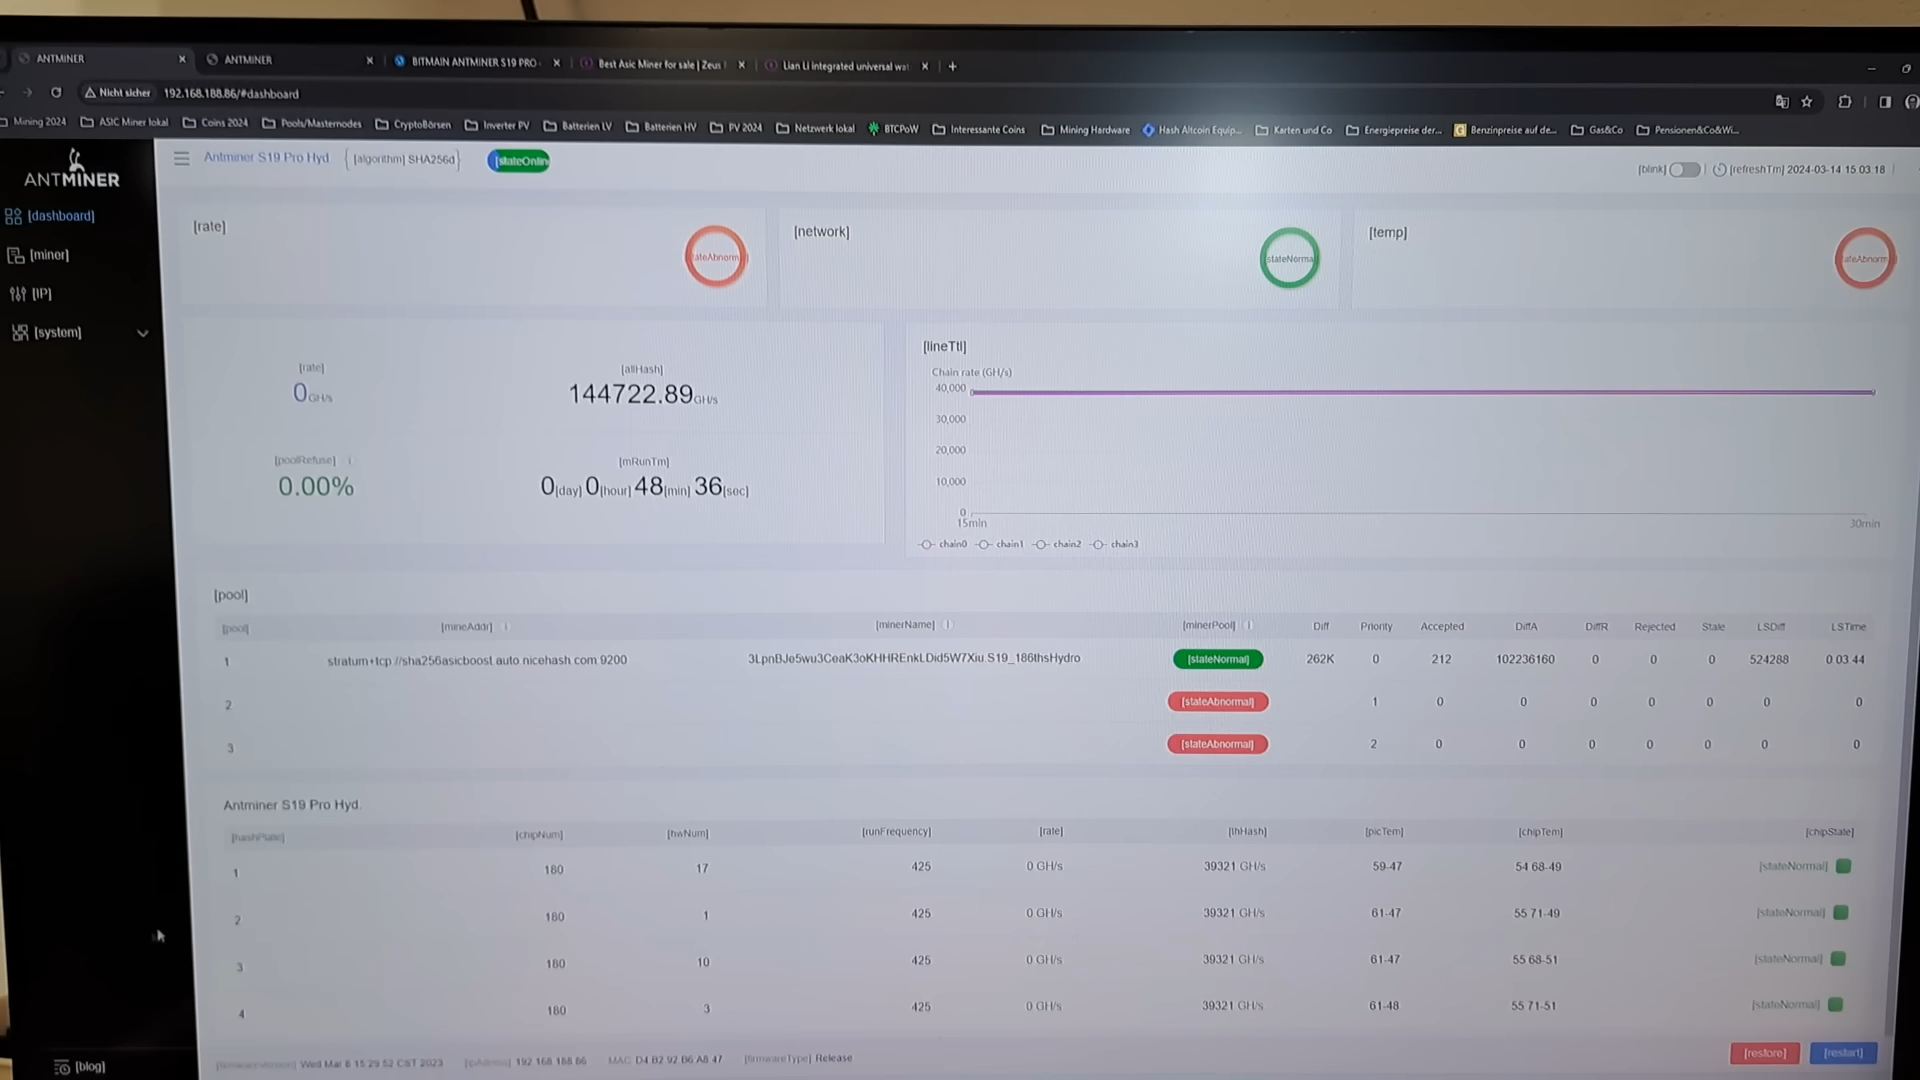 ANTMINER
ANTMINER
BITMAIN ANTMINER S19 PRO
Best Asic Miner for sale | Zeus
Lian Li integrated universal wat
Nicht sicher
192.168.188.86/#dashboard
Mining 2024
ASIC Miner lokal
Coins 2024
Pools/Masternodes
CryptoBörsen
Inverter PV
Batterien LV
Batterien HV
PV 2024
Netzwerk lokal
BTCPoW
Interessante Coins
Mining Hardware
Hash Altcoin Equip...
Karten und Co
Energiepreise der...
Benzinpreise auf de...
Gas&Co
Pensionen&Co&Wi...
ANTMINER
Antminer S19 Pro Hyd
[algorithm] SHA256d
[stateOnlin
[blink]
[refreshTm] 2024-03-14 15:03:18
[dashboard]
[miner]
[IP]
[system]
[rate]
tateAbnorm
[network]
stateNorma
[temp]
tateAbnorm
[rate]
0GH/s
[allHash]
144722.89GH/s
[poolRefuse] i
0.00%
[mRunTm]
0[day] 0[hour] 48[min] 36[sec]
[lineTtl]
Chain rate (GH/s)
40,000
30,000
20,000
10,000
0
15min
30min
chain0 chain1 chain2 chain3
[pool]
[pool] [mineAddr] i [minerName] i [minerPool] i Diff Priority Accepted DiffA DiffR Rejected Stale LSDiff LSTime
1 stratum+tcp://sha256asicboost.auto.nicehash.com:9200 3LpnBJe5wu3CeaK3oKHHREnkLDid5W7Xiu.S19_186thsHydro [stateNormal] 262K 0 212 102236160 0 0 0 524288 0:03:44
2 [stateAbnormal] 1 0 0 0 0 0 0 0
3 [stateAbnormal] 2 0 0 0 0 0 0 0
Antminer S19 Pro Hyd.
[hashPlate] [chipNum] [hwNum] [runFrequency] [rate] [thHash] [picTem] [chipTem] [chipState]
1 180 17 425 0 GH/s 39321 GH/s 59-47 54 68-49 [stateNormal]
2 180 1 425 0 GH/s 39321 GH/s 61-47 55 71-49 [stateNormal]
3 180 10 425 0 GH/s 39321 GH/s 61-47 55 68-51 [stateNormal]
4 180 3 425 0 GH/s 39321 GH/s 61-48 55 71-51 [stateNormal]
Wed Mar 8 15:29:52 CST 2023 192.168.188.86 MAC: D4:B2:92:B6:A8:47 [firmwareType] Release
[restore] [restart]
[blog]